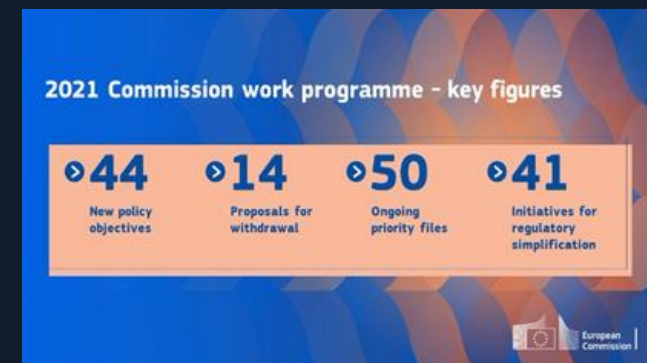 2021 Commission work programme - key figures
44
New policy
objectives
14
Proposals for
withdrawal
50
Ongoing
priority files
41
Initiatives for
regulatory
simplification
European
Commission